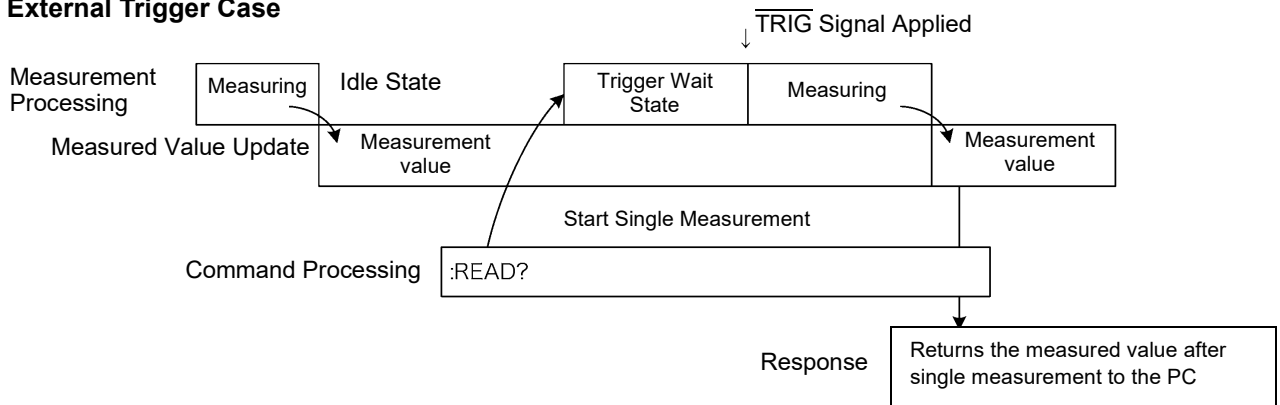 External Trigger Case
TRIG Signal Applied
↓
Measurement
Processing
Measuring
Idle State
Trigger Wait
State
Measuring
Measured Value Update
Measurement
value
Measurement
value
Start Single Measurement
Command Processing
:READ?
Response
Returns the measured value after
single measurement to the PC